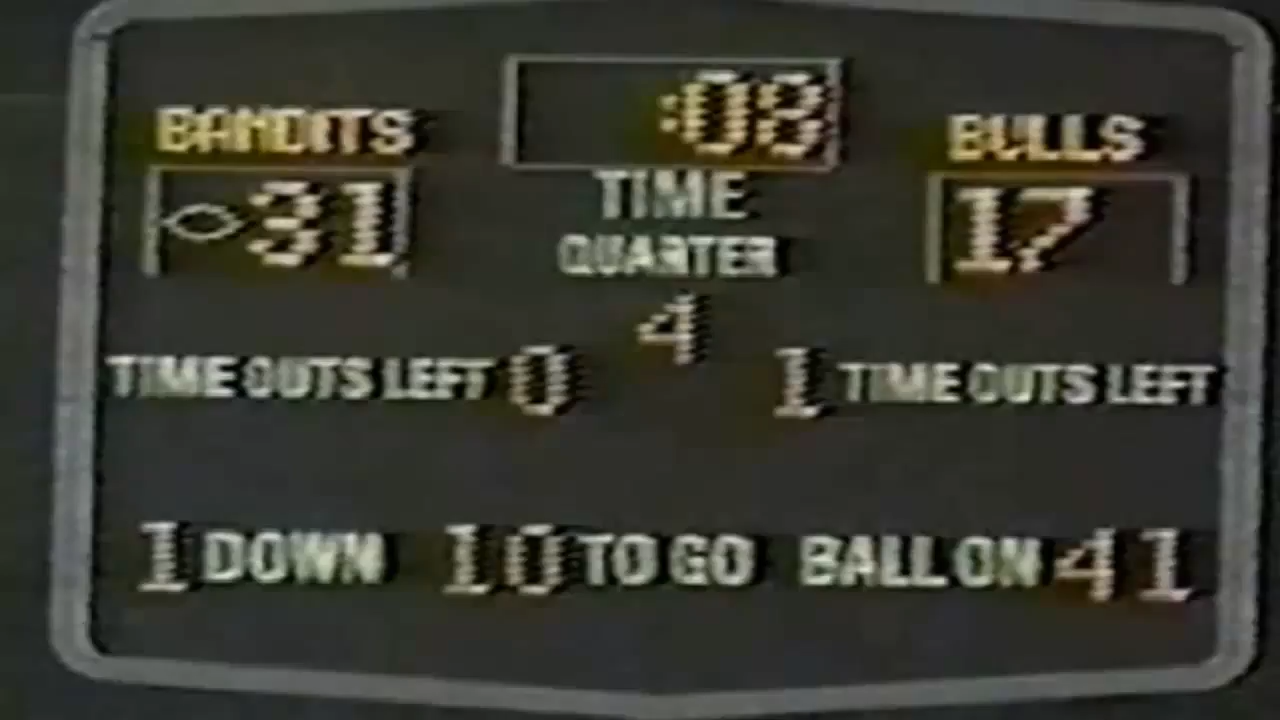 :08
BANDITS BULLS
31 TIME 17
QUARTER
4
TIME OUTS LEFT 0 1 TIME OUTS LEFT
1 DOWN 10 TO GO BALL ON 41